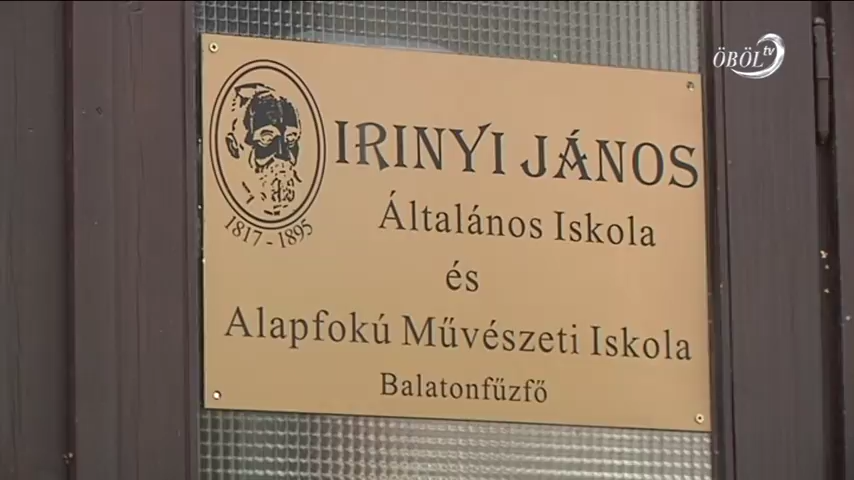 ÖBÖL tv
IRINYI JÁNOS
1817 - 1895
Általános Iskola
és
Alapfokú Művészeti Iskola
Balatonfűzfő